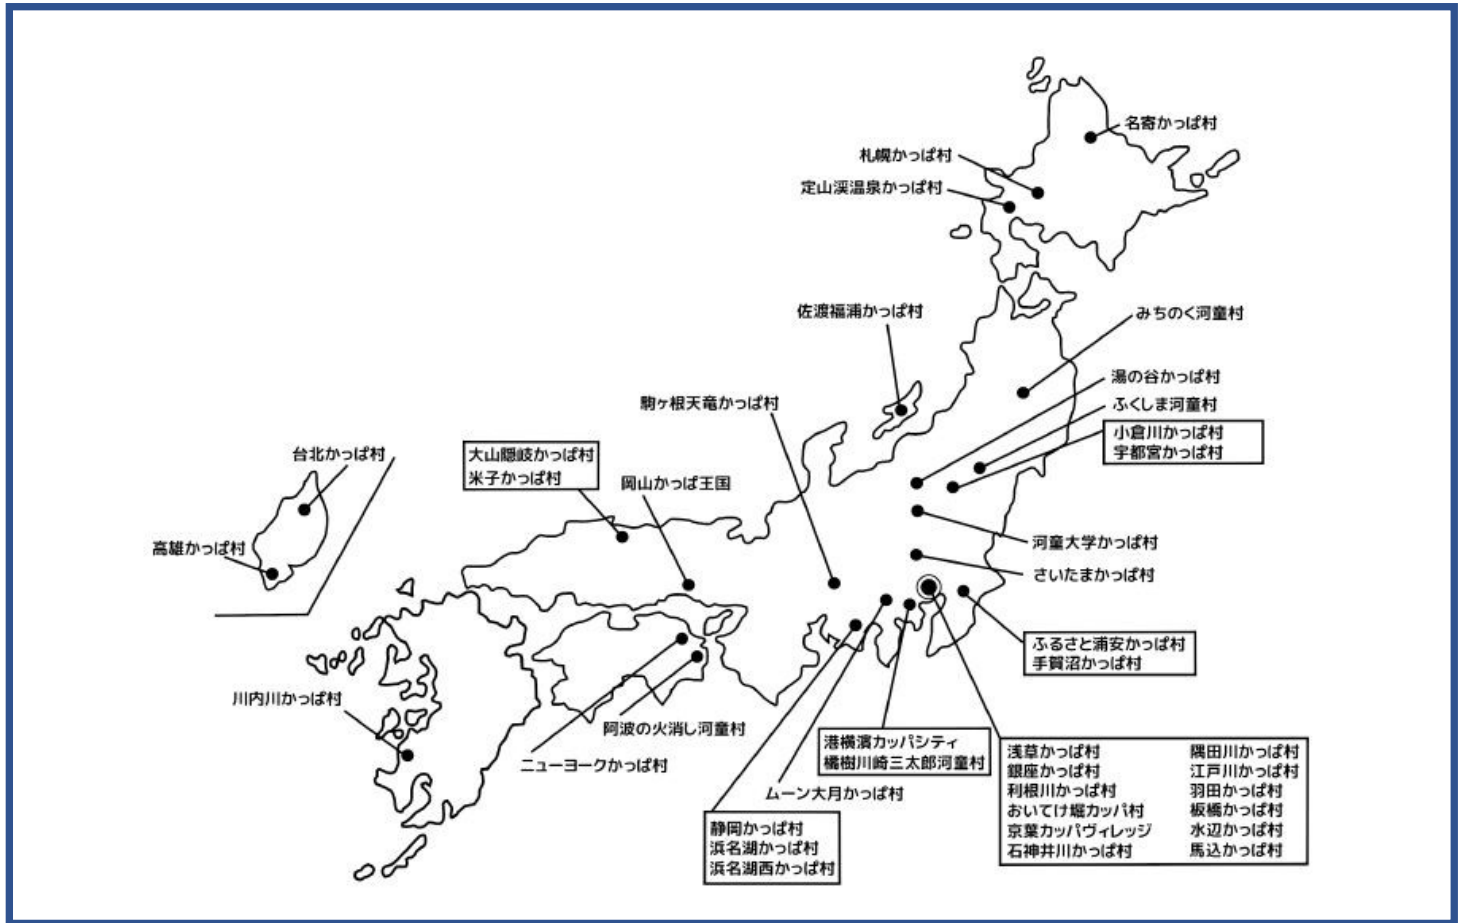 名寄かっぱ村
札幌かっぱ村
定山渓温泉かっぱ村
佐渡福浦かっぱ村
みちのく河童村
湯の谷かっぱ村
ふくしま河童村
小倉川かっぱ村
宇都宮かっぱ村
駒ヶ根天竜かっぱ村
大山隠岐かっぱ村
米子かっぱ村
岡山かっぱ王国
台北かっぱ村
高雄かっぱ村
河童大学かっぱ村
さいたまかっぱ村
ふるさと浦安かっぱ村
手賀沼かっぱ村
川内川かっぱ村
阿波の火消し河童村
ニューヨークかっぱ村
港横濱カッパシティ
橘樹川崎三太郎河童村
ムーン大月かっぱ村
静岡かっぱ村
浜名湖かっぱ村
浜名湖西かっぱ村
浅草かっぱ村 隅田川かっぱ村
銀座かっぱ村 江戸川かっぱ村
利根川かっぱ村 羽田かっぱ村
おいてけ堀カッパ村 板橋かっぱ村
京葉カッパヴィレッジ 水辺かっぱ村
石神井川かっぱ村 馬込かっぱ村